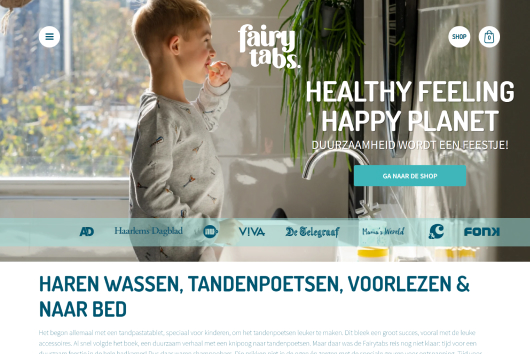 fairy
tabs.
SHOP
0
HEALTHY FEELING
HAPPY PLANET
DUURZAAMHEID WORDT EEN FEESTJE!
GA NAAR DE SHOP
AD
Haarlems Dagblad
VIVA
De Telegraaf
Mama's Wereld
FONK
HAREN WASSEN, TANDENPOETSEN, VOORLEZEN &
NAAR BED
Het begon allemaal met een tandpastatablet, speciaal voor kinderen, om het tandenpoetsen leuker te maken. Dit bleek een groot succes, vooral met de leuke
accessoires. Al snel volgde het boek, een duurzaam verhaal met een knipoog naar tandenpoetsen. Maar daar was de Fairytabs reis nog niet klaar: tijd voor een